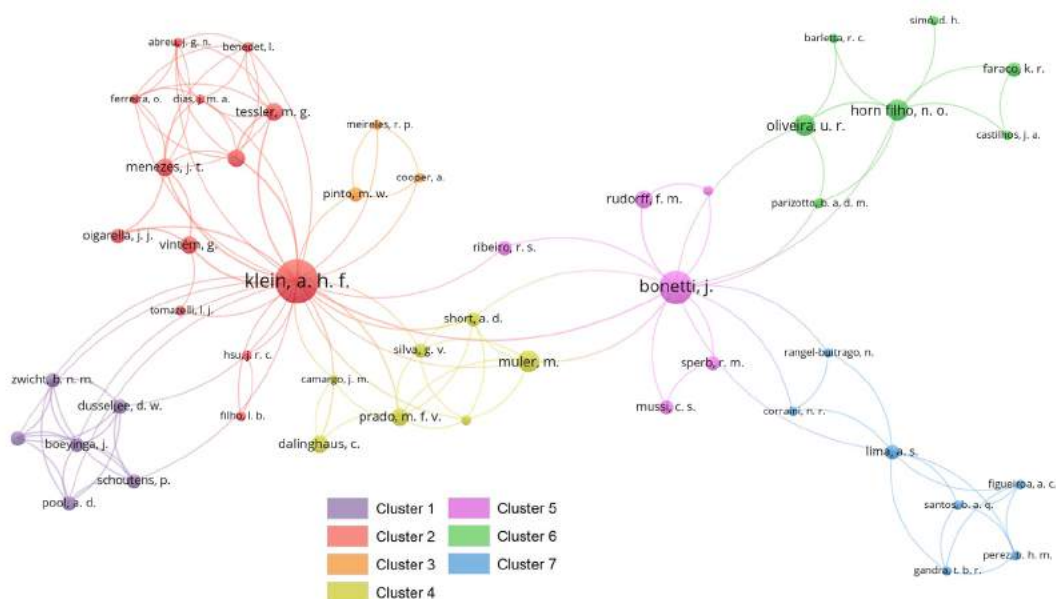 simó, d. h.
barletta, r. c.
abreu, j. g. n.
benedet, l.
faraco, k. r.
ferreira, o.
dias, j. m. a.
tessler, m. g.
horn filho, n. o.
oliveira, u. r.
meireles, r. p.
castilhos, j. a.
menezes, j. t.
cooper, a.
pinto, m. w.
rudorff, f. m.
parizotto, b. a. d. m.
oigarella, j. j.
vintém, g.
ribeiro, r. s.
klein, a. h. f.
bonetti, j.
tomazelli, l. j.
short, a. d.
hsu, j. r. c.
silva, g. v.
muler, m.
rangel-buitrago, n.
sperb, r. m.
zwicht, b. n. m.
camargo, j. m.
dusseljee, d. w.
mussi, c. s.
filho, l. b.
prado, m. f. v.
corraini, n. r.
boeyinga, j.
dalinghaus, c.
lima, a. s.
schoutens, p.
figueiroa, a. c.
pool, a. d.
santos, b. a. q.
perez, b. h. m.
gandra, t. b. r.
Cluster 1
Cluster 2
Cluster 3
Cluster 4
Cluster 5
Cluster 6
Cluster 7